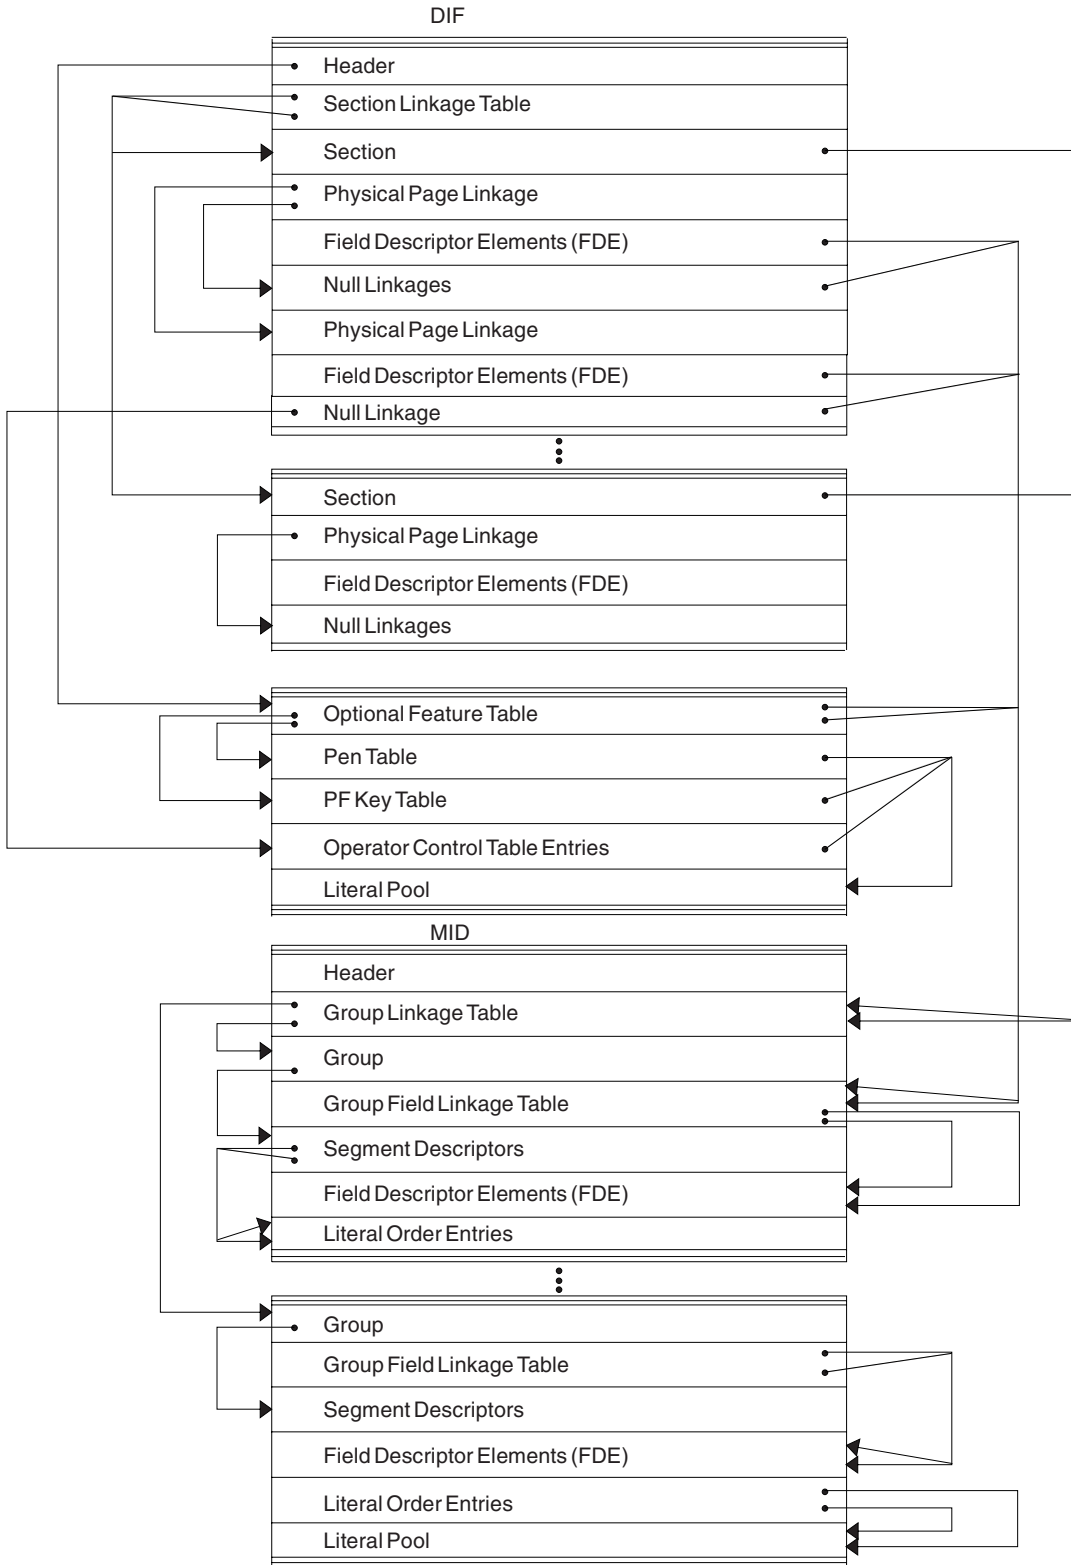 DIF
Header
Section Linkage Table
Section
Physical Page Linkage
Field Descriptor Elements (FDE)
Null Linkages
Physical Page Linkage
Field Descriptor Elements (FDE)
Null Linkage
Section
Physical Page Linkage
Field Descriptor Elements (FDE)
Null Linkages
Optional Feature Table
Pen Table
PF Key Table
Operator Control Table Entries
Literal Pool
MID
Header
Group Linkage Table
Group
Group Field Linkage Table
Segment Descriptors
Field Descriptor Elements (FDE)
Literal Order Entries
Group
Group Field Linkage Table
Segment Descriptors
Field Descriptor Elements (FDE)
Literal Order Entries
Literal Pool